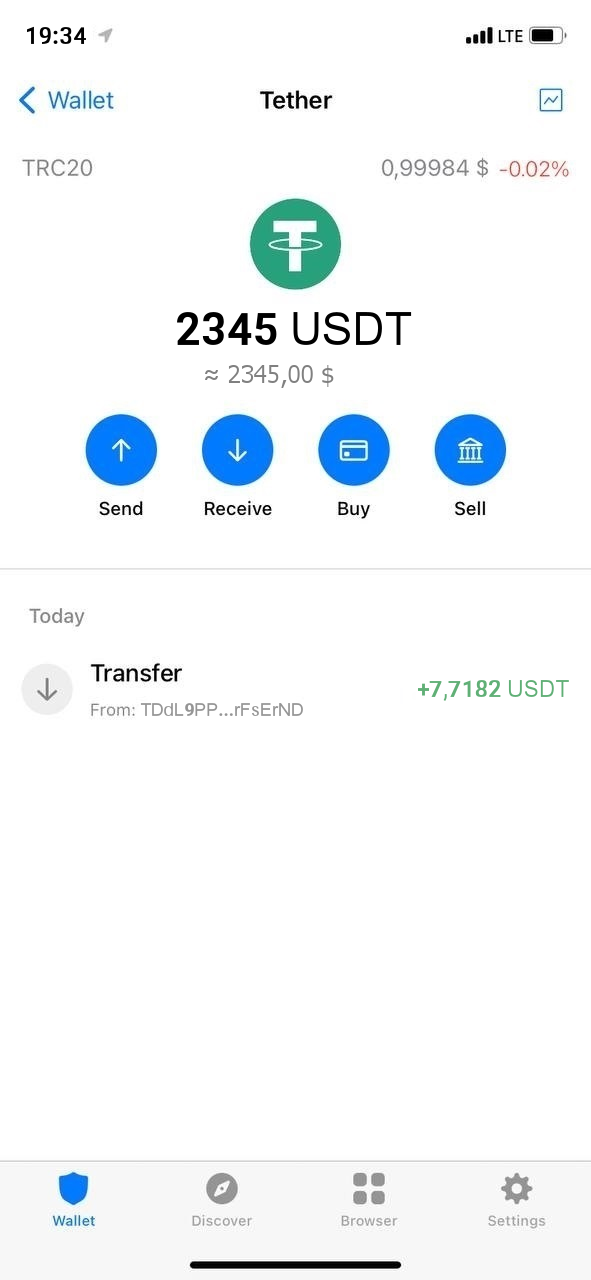 19:34 LTE
Wallet Tether
TRC20 0,99984 $ -0.02%
2345 USDT
≈ 2345,00 $
Send Receive Buy Sell
Today
Transfer
+7,7182 USDT
From: TDdL9PP...rFsErND
Wallet Discover Browser Settings